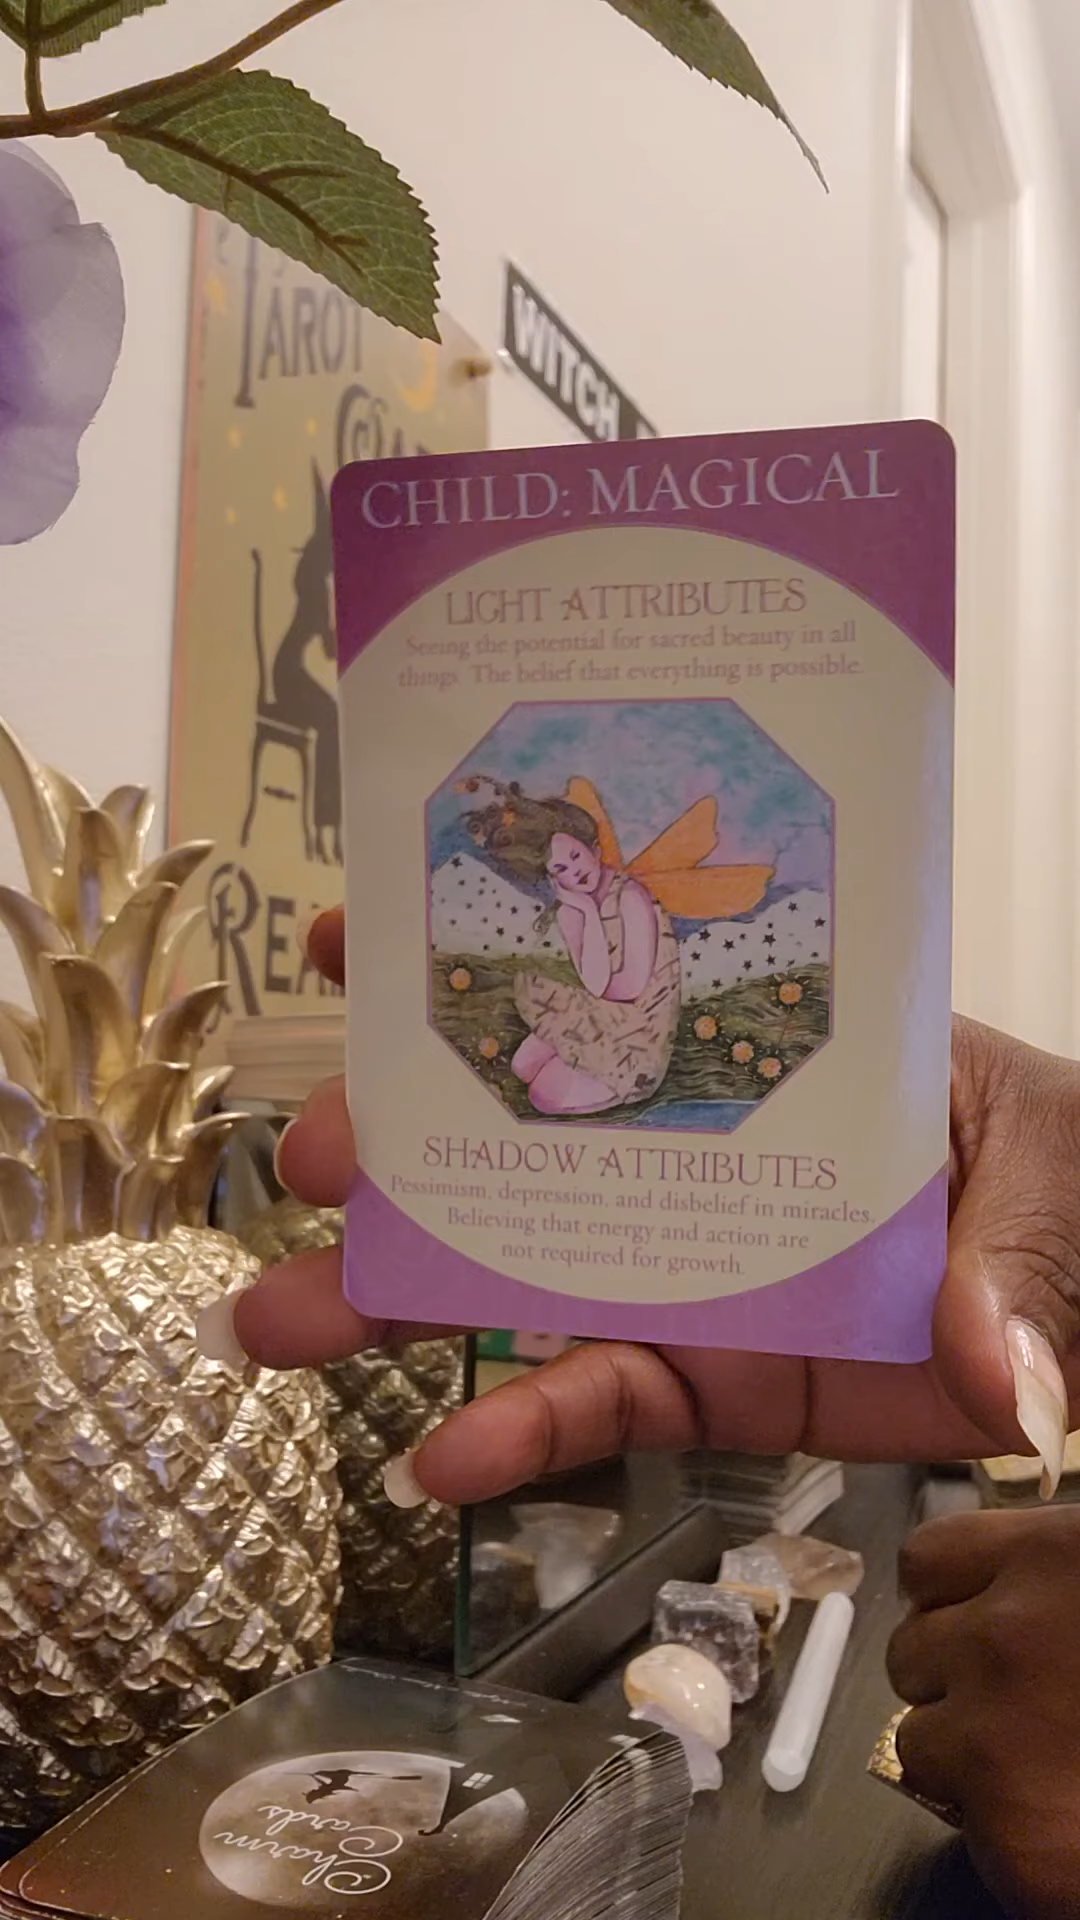 TAROT
WITCH
CHILD: MAGICAL
LIGHT ATTRIBUTES
Seeing the potential for sacred beauty in all
things. The belief that everything is possible.
SHADOW ATTRIBUTES
Pessimism, depression, and disbelief in miracles.
Believing that energy and action are
not required for growth.
Charm
Cards